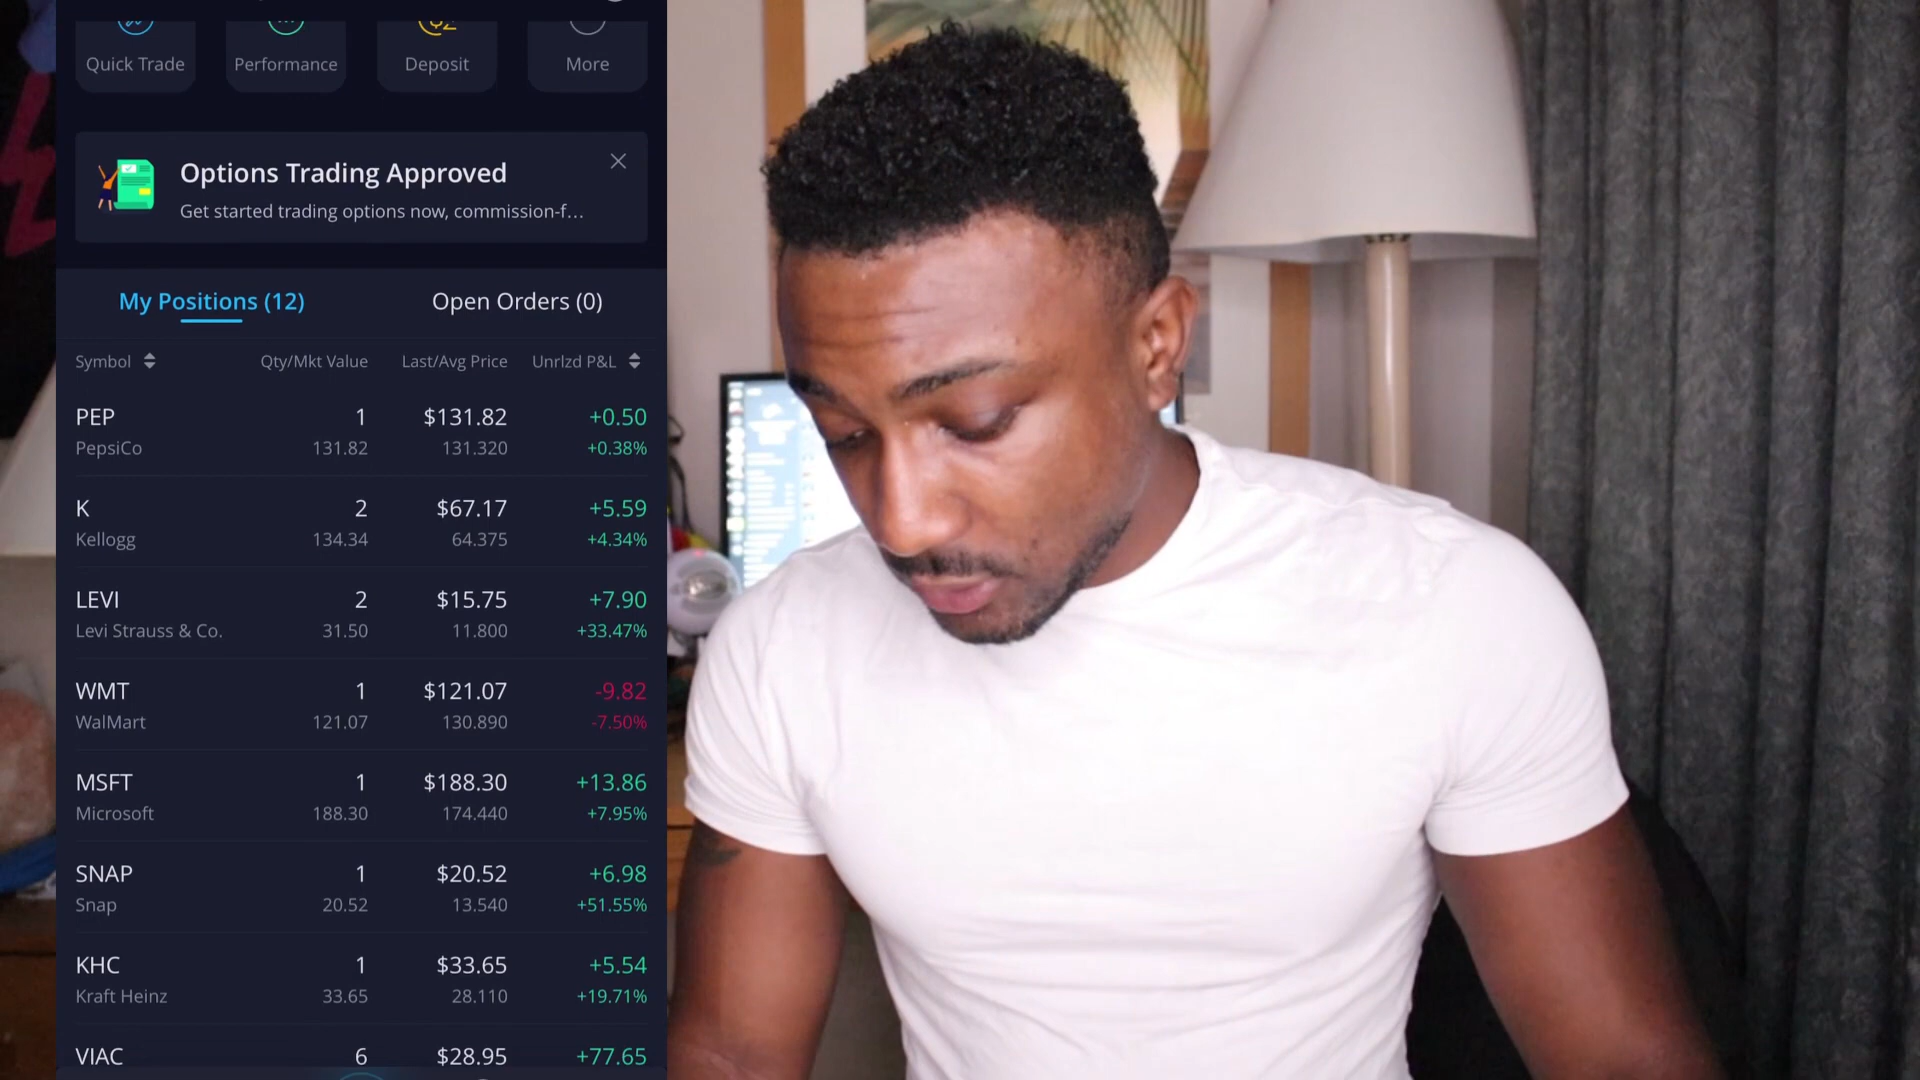 Quick Trade Performance Deposit More
Options Trading Approved
Get started trading options now, commission-f...
My Positions (12) Open Orders (0)
Symbol Qty/Mkt Value Last/Avg Price Unrlzd P&L
PEP 1 $131.82 +0.50
PepsiCo 131.82 131.320 +0.38%
K 2 $67.17 +5.59
Kellogg 134.34 64.375 +4.34%
LEVI 2 $15.75 +7.90
Levi Strauss & Co. 31.50 11.800 +33.47%
WMT 1 $121.07 -9.82
WalMart 121.07 130.890 -7.50%
MSFT 1 $188.30 +13.86
Microsoft 188.30 174.440 +7.95%
SNAP 1 $20.52 +6.98
Snap 20.52 13.540 +51.55%
KHC 1 $33.65 +5.54
Kraft Heinz 33.65 28.110 +19.71%
VIAC 6 $28.95 +77.65